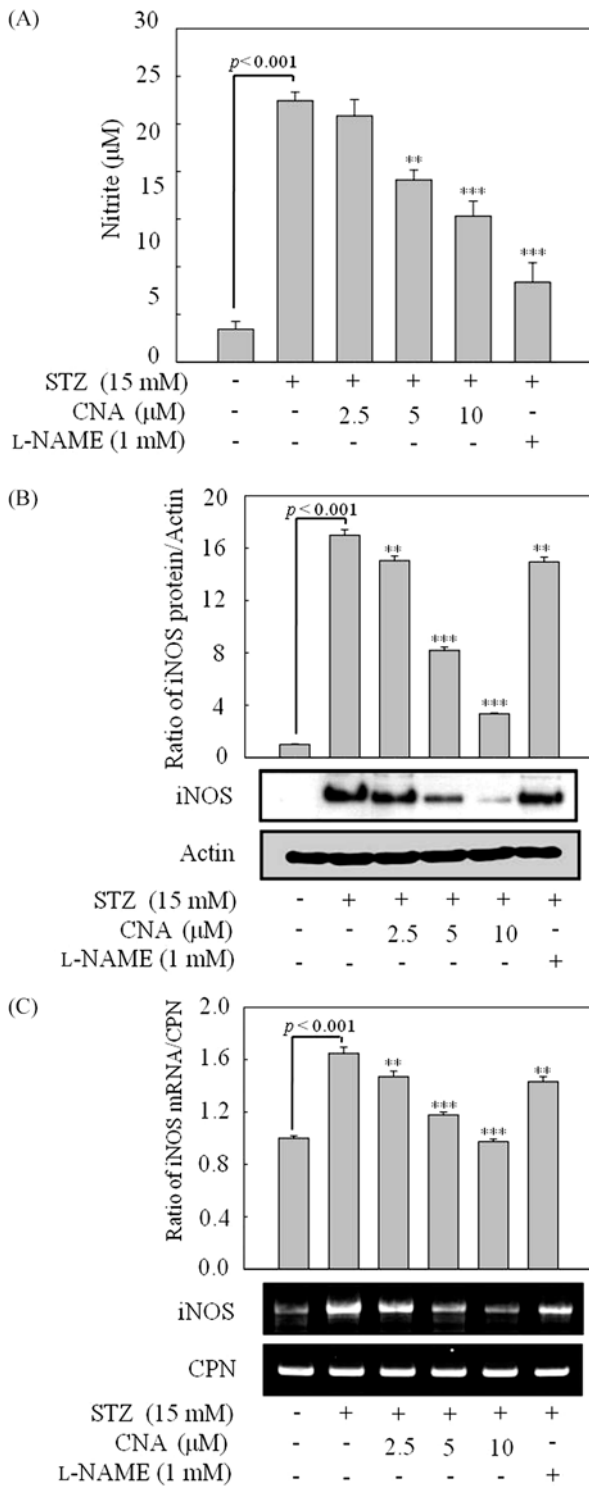 (A)
30
25
20
15
10
5
0
Nitrite (μM)
p< 0.001
**
***
***
STZ (15 mM) - + + + + +
CNA (μM) - - 2.5 5 10 -
L-NAME (1 mM) - - - - - +
(B)
20
16
12
8
4
0
Ratio of iNOS protein/Actin
p < 0.001
**
***
***
**
iNOS
Actin
STZ (15 mM) - + + + + +
CNA (μM) - - 2.5 5 10 -
L-NAME (1 mM) - - - - - +
(C)
2.0
1.6
1.2
0.8
0.4
0.0
Ratio of iNOS mRNA/CPN
p < 0.001
**
***
***
**
iNOS
CPN
STZ (15 mM) - + + + + +
CNA (μM) - - 2.5 5 10 -
L-NAME (1 mM) - - - - - +